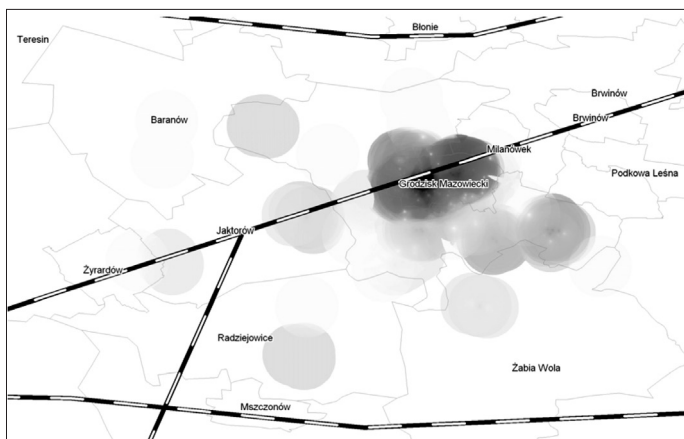 Błonie
Teresin
Brwinów
Baranów
Brwinów
Milanówek
Podkowa Leśna
Grodzisk Mazowiecki
Jaktorów
Żyrardów
Radziejowice
Żabia Wola
Mszczonów